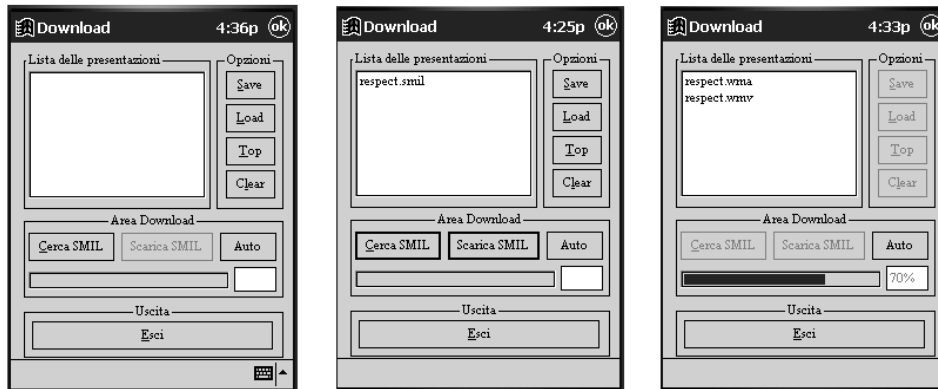 Download 4:36p ok
Lista delle presentazioni
Opzioni
Save
Load
Top
Clear
Area Download
Cerca SMIL Scarica SMIL Auto
Uscita
Esci
Download 4:25p ok
Lista delle presentazioni
Opzioni
respect.smil
Save
Load
Top
Clear
Area Download
Cerca SMIL Scarica SMIL Auto
Uscita
Esci
Download 4:33p ok
Lista delle presentazioni
Opzioni
respect.wma
respect.wmv
Save
Load
Top
Clear
Area Download
Cerca SMIL Scarica SMIL Auto
70%
Uscita
Esci